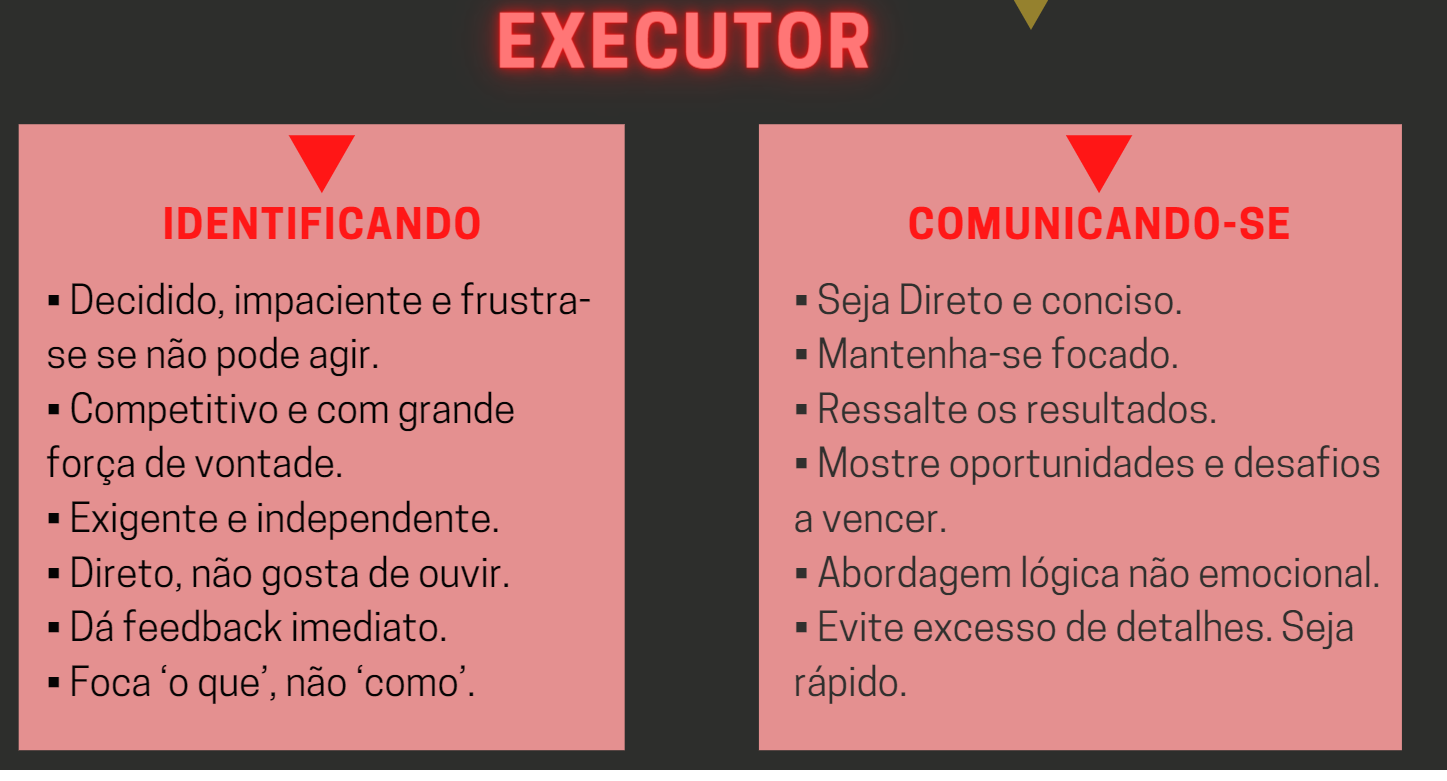 EXECUTOR
IDENTIFICANDO
▪ Decidido, impaciente e frustra-
se se não pode agir.
▪ Competitivo e com grande
força de vontade.
▪ Exigente e independente.
▪ Direto, não gosta de ouvir.
▪ Dá feedback imediato.
▪ Foca ‘o que’, não ‘como’.
COMUNICANDO-SE
▪ Seja Direto e conciso.
▪ Mantenha-se focado.
▪ Ressalte os resultados.
▪ Mostre oportunidades e desafios
a vencer.
▪ Abordagem lógica não emocional.
▪ Evite excesso de detalhes. Seja
rápido.